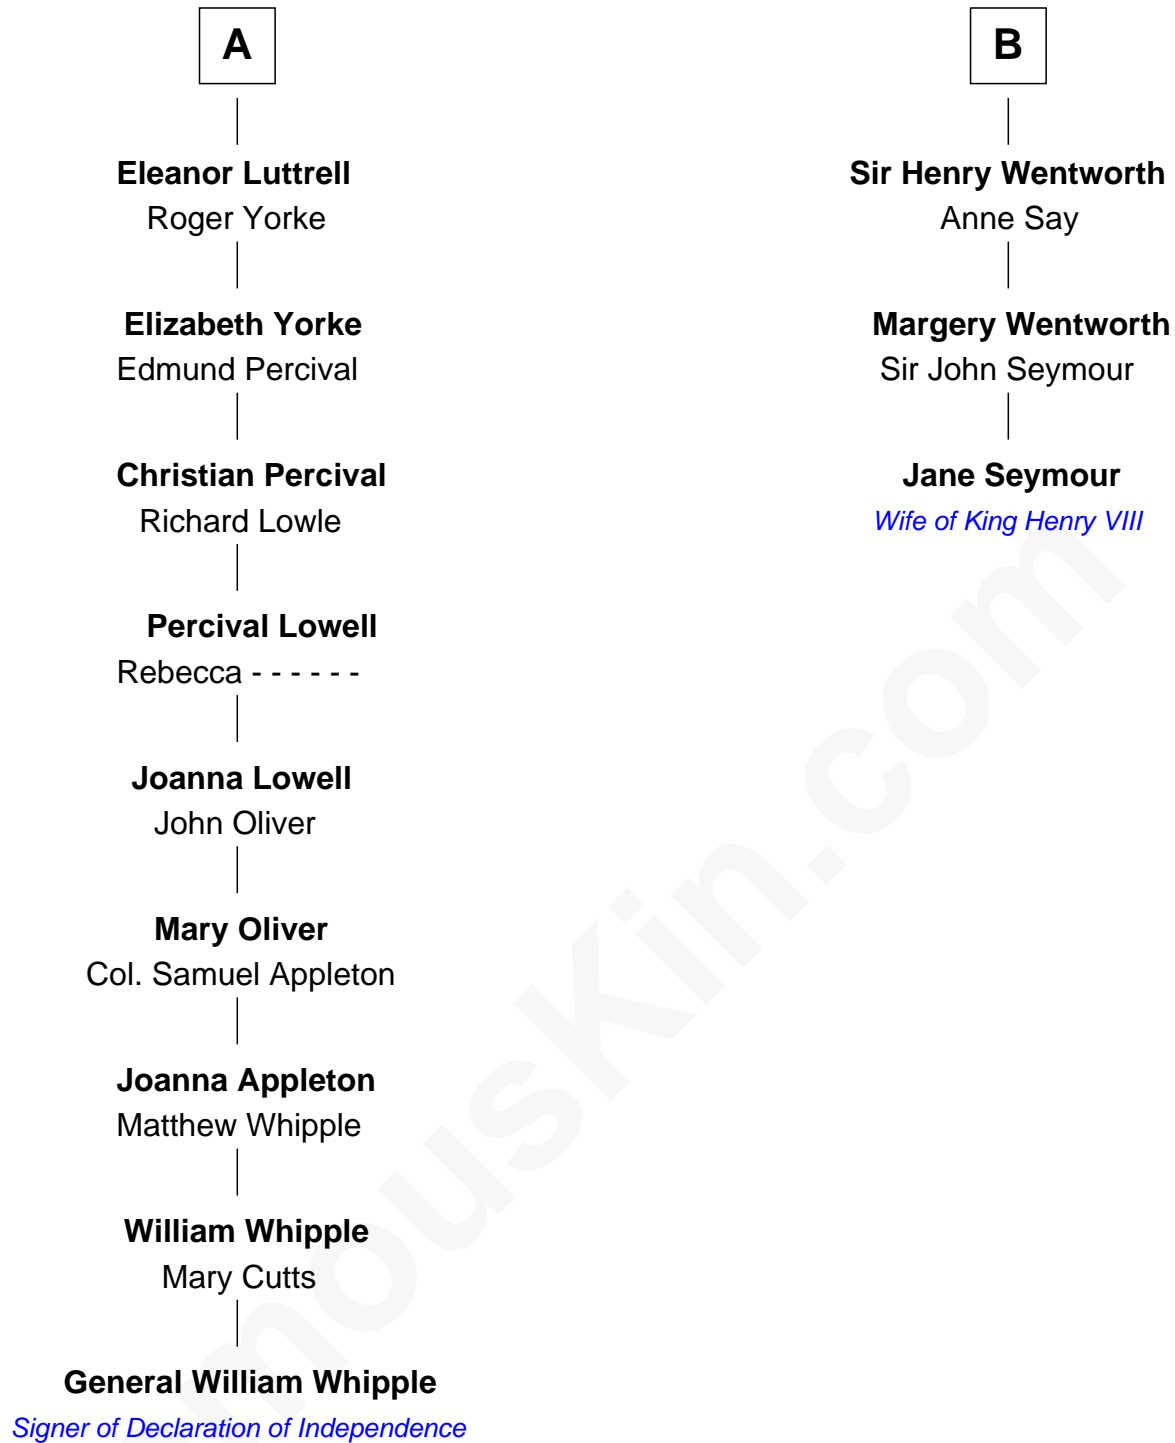 A
Eleanor Luttrell
Roger Yorke
Elizabeth Yorke
Edmund Percival
Christian Percival
Richard Lowle
Percival Lowell
Rebecca - - - - - -
Joanna Lowell
John Oliver
Mary Oliver
Col. Samuel Appleton
Joanna Appleton
Matthew Whipple
William Whipple
Mary Cutts
General William Whipple
Signer of Declaration of Independence
B
Sir Henry Wentworth
Anne Say
Margery Wentworth
Sir John Seymour
Jane Seymour
Wife of King Henry VIII
mousKin.com